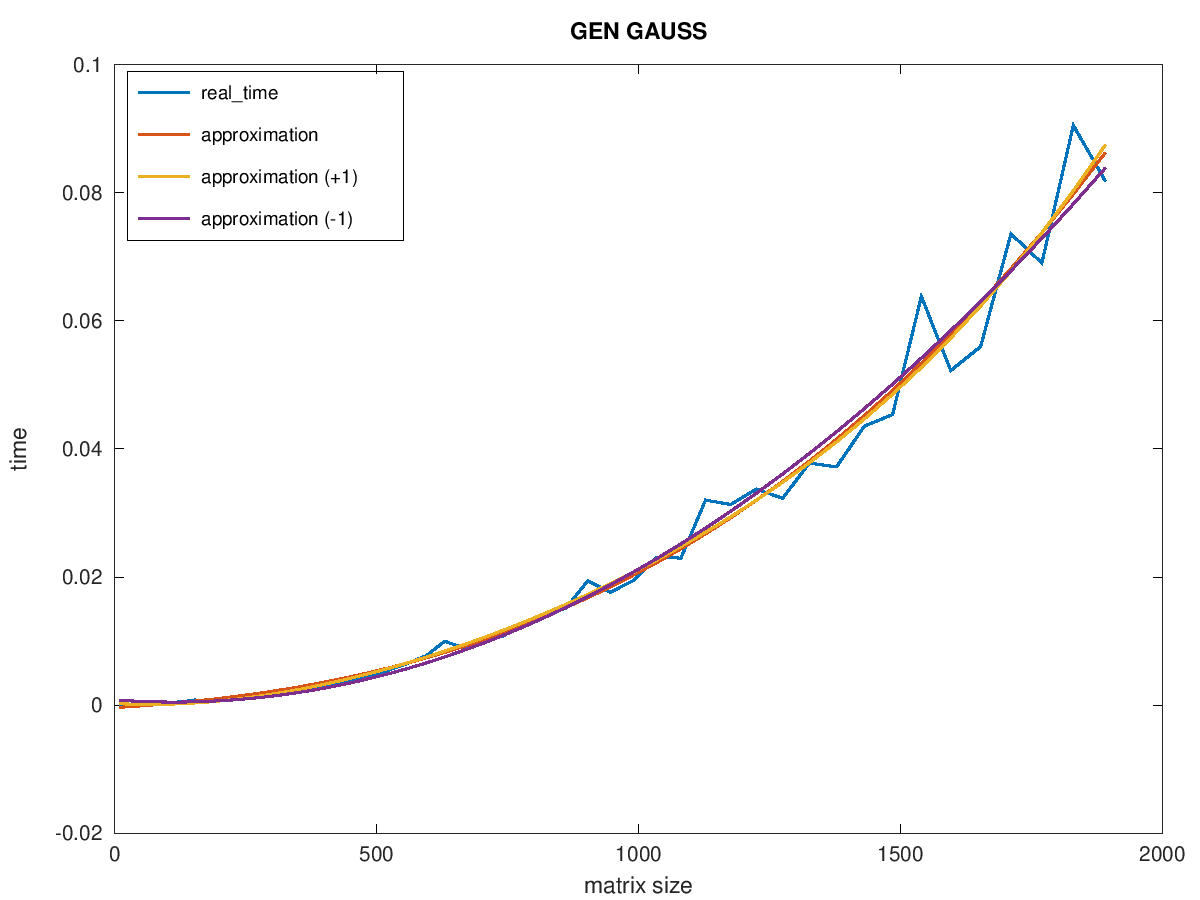 GEN GAUSS
real_time
approximation
approximation (+1)
approximation (-1)
0.1
0.08
0.06
0.04
0.02
0
-0.02
time
0 500 1000 1500 2000
matrix size